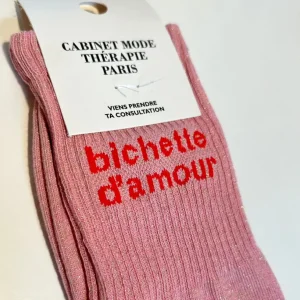 CABINET MODE
THÉRAPIE
PARIS
VIENS PRENDRE
TA CONSULTATION
bichette
d'amour